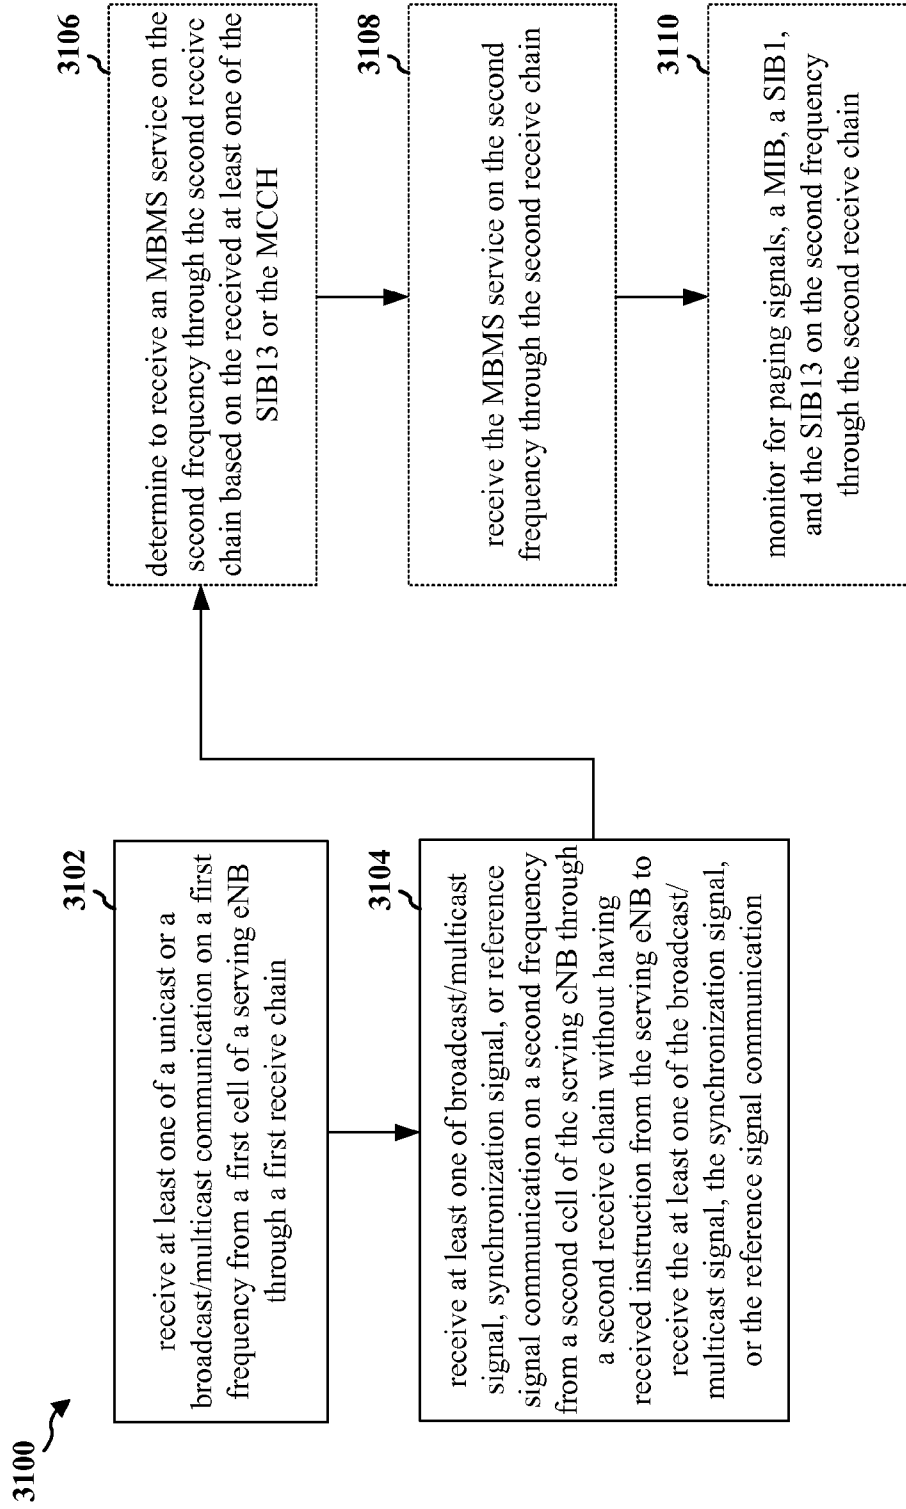 3100
3102
receive at least one of a unicast or a
broadcast/multicast communication on a first
frequency from a first cell of a serving eNB
through a first receive chain
3104
receive at least one of broadcast/multicast
signal, synchronization signal, or reference
signal communication on a second frequency
from a second cell of the serving eNB through
a second receive chain without having
received instruction from the serving eNB to
receive the at least one of the broadcast/
multicast signal, the synchronization signal,
or the reference signal communication
3106
determine to receive an MBMS service on the
second frequency through the second receive
chain based on the received at least one of the
SIB13 or the MCCH
3108
receive the MBMS service on the second
frequency through the second receive chain
3110
monitor for paging signals, a MIB, a SIB1,
and the SIB13 on the second frequency
through the second receive chain